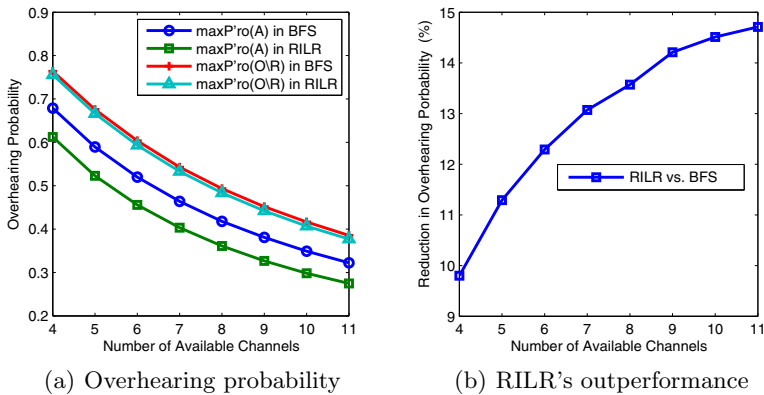 0.9
0.8
0.7
0.6
0.5
0.4
0.3
0.2
Overhearing Probability
maxP'ro(A) in BFS
maxP'ro(A) in RILR
maxP'ro(O\R) in BFS
maxP'ro(O\R) in RILR
4 5 6 7 8 9 10 11
Number of Available Channels
(a) Overhearing probability
15
14
13
12
11
10
9
Reduction in Overhearing Porbability (%)
RILR vs. BFS
4 5 6 7 8 9 10 11
Number of Available Channels
(b) RILR's outperformance